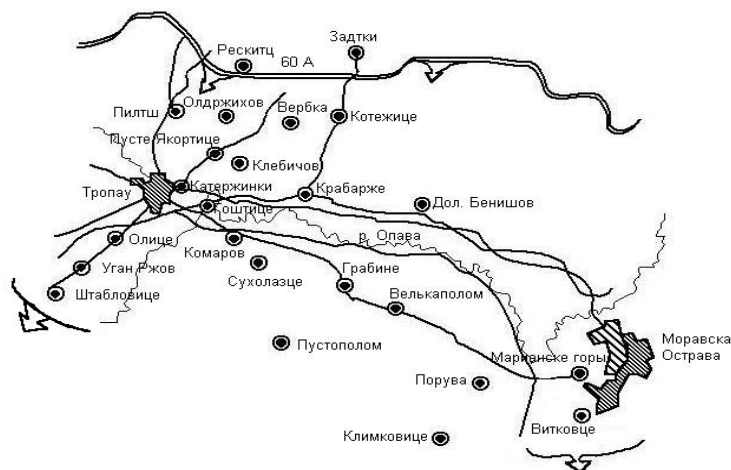 Задтки
Рескитц
60 А
Олдржихов
Пилтш
Вербка
Котежице
Пусте Якортице
Клебичов
Тропау
Катержинки
Крабарже
Гоштице
Дол. Бенишов
р. Опава
Олице
Комаров
Уган Ржов
Сухолазце
Грабине
Штабловице
Велькаполом
Пустополом
Моравска
Острава
Марианске горы
Порува
Витковце
Климковице